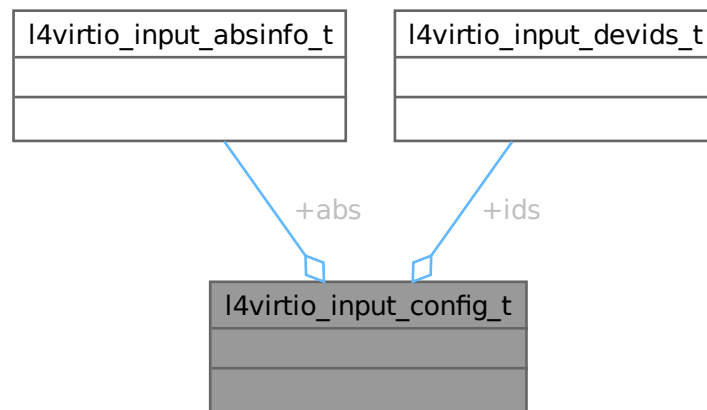 l4virtio_input_absinfo_t
l4virtio_input_devids_t
+abs
+ids
l4virtio_input_config_t